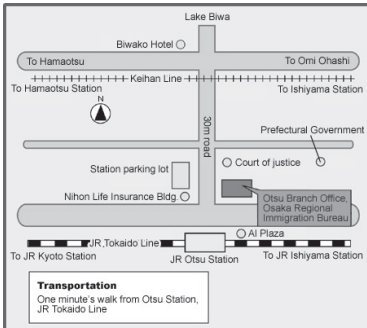 Lake Biwa
Biwako Hotel
To Hamaotsu
To Omi Ohashi
Keihan Line
To Hamaotsu Station
To Ishiyama Station
N
30m road
Prefectural Government
Station parking lot
Court of justice
Nihon Life Insurance Bldg.
Otsu Branch Office,
Osaka Regional
Immigration Bureau
Al Plaza
JR Tokaido Line
To JR Kyoto Station
JR Otsu Station
To JR Ishiyama Station
Transportation
One minute's walk from Otsu Station,
JR Tokaido Line